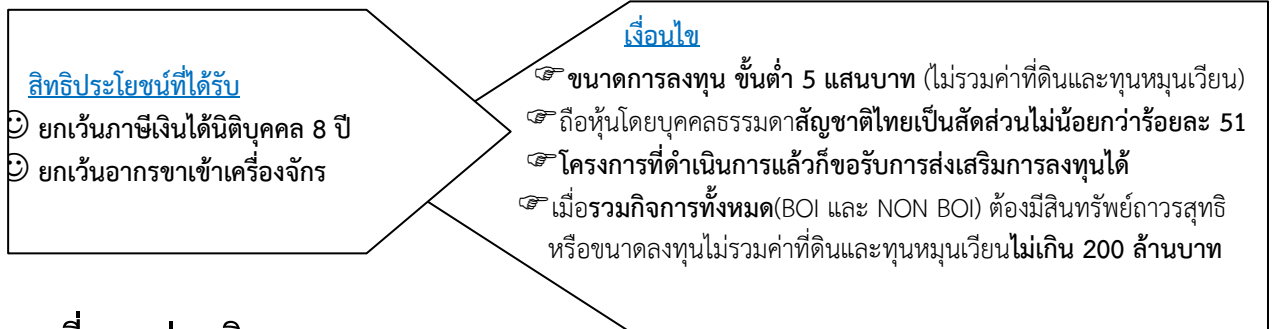 สิทธิประโยชน์ที่ได้รับ
☺ ยกเว้นภาษีเงินได้นิติบุคคล 8 ปี
☺ ยกเว้นอากรขาเข้าเครื่องจักร
เงื่อนไข
☞ ขนาดการลงทุน ขั้นต่ำ 5 แสนบาท (ไม่รวมค่าที่ดินและทุนหมุนเวียน)
☞ ถือหุ้นโดยบุคคลธรรมดาสัญชาติไทยเป็นสัดส่วนไม่น้อยกว่าร้อยละ 51
☞ โครงการที่ดำเนินการแล้วก็ขอรับการส่งเสริมการลงทุนได้
☞ เมื่อรวมกิจการทั้งหมด(BOI และ NON BOI) ต้องมีสินทรัพย์ถาวรสุทธิ
หรือขนาดลงทุนไม่รวมค่าที่ดินและทุนหมุนเวียนไม่เกิน 200 ล้านบาท